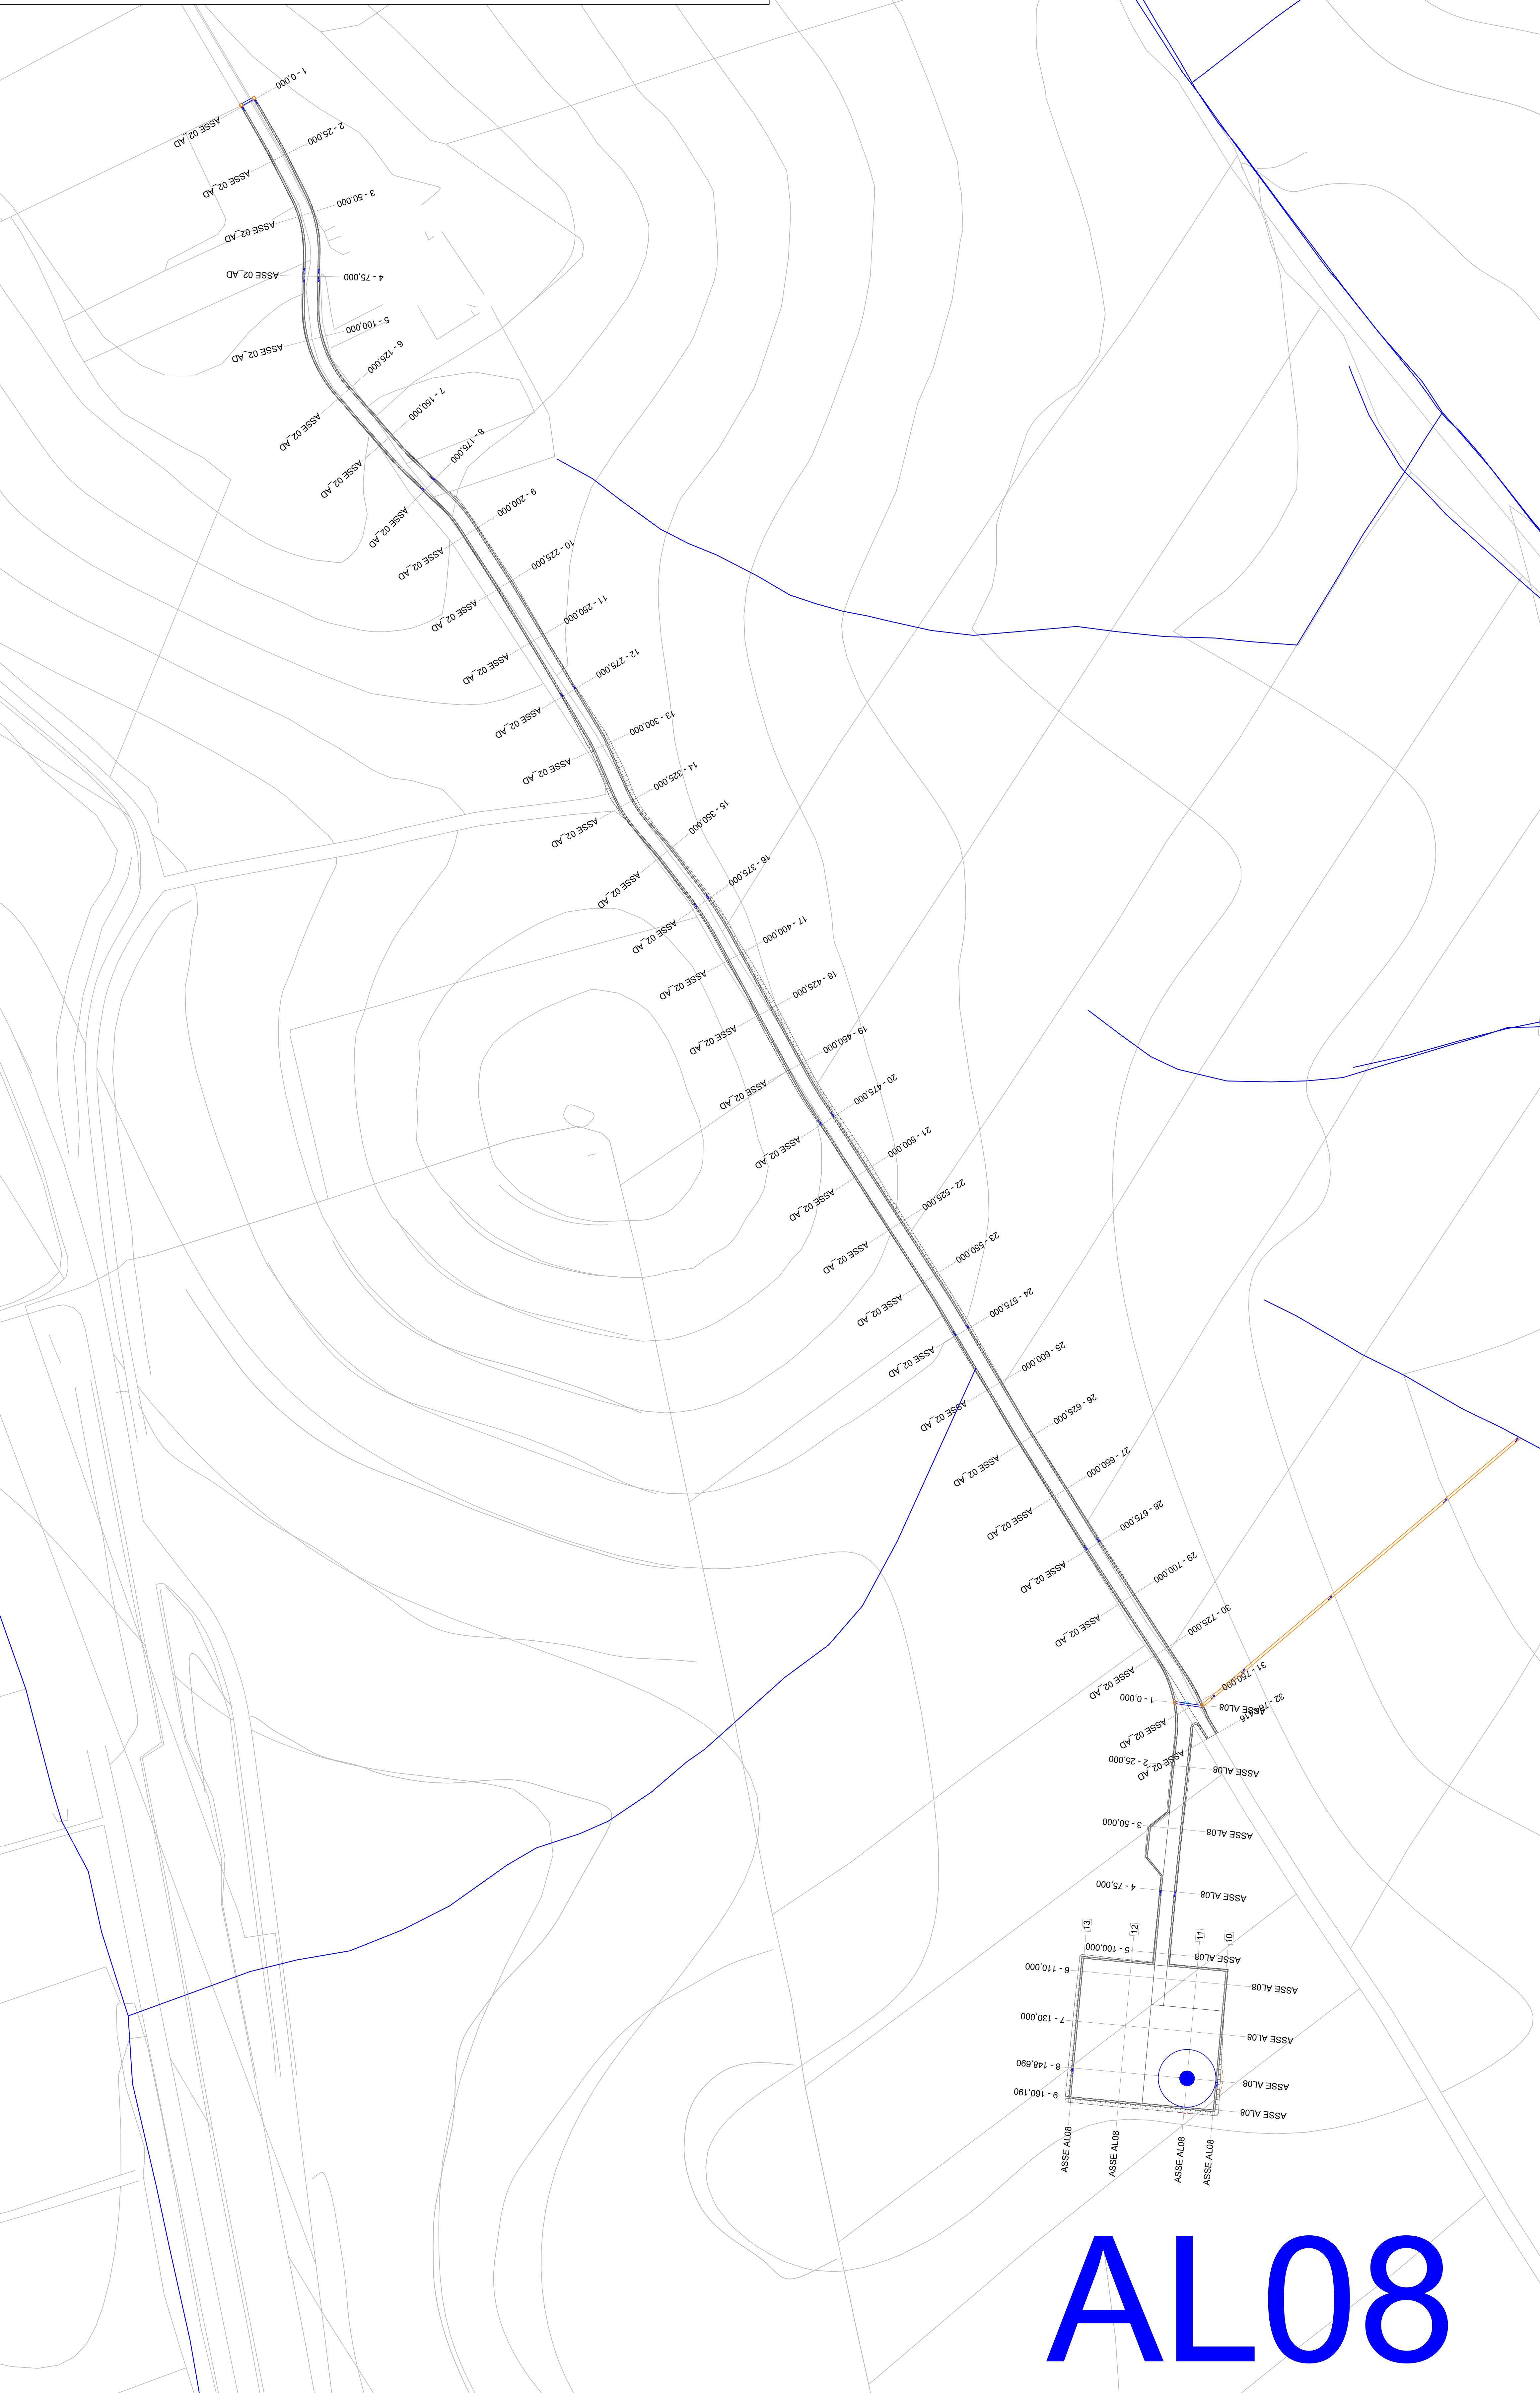 1 - 0,000
ASSE 02_AD
2 - 25,000
ASSE 02_AD
3 - 50,000
ASSE 02_AD
4 - 75,000
ASSE 02_AD
5 - 100,000
ASSE 02_AD
6 - 125,000
ASSE 02_AD
7 - 150,000
ASSE 02_AD
8 - 175,000
ASSE 02_AD
9 - 200,000
ASSE 02_AD
10 - 225,000
ASSE 02_AD
11 - 250,000
ASSE 02_AD
12 - 275,000
ASSE 02_AD
13 - 300,000
ASSE 02_AD
14 - 325,000
ASSE 02_AD
15 - 350,000
ASSE 02_AD
16 - 375,000
ASSE 02_AD
17 - 400,000
ASSE 02_AD
18 - 425,000
ASSE 02_AD
19 - 450,000
ASSE 02_AD
20 - 475,000
ASSE 02_AD
21 - 500,000
ASSE 02_AD
22 - 525,000
ASSE 02_AD
23 - 550,000
ASSE 02_AD
24 - 575,000
ASSE 02_AD
25 - 600,000
ASSE 02_AD
26 - 625,000
ASSE 02_AD
27 - 650,000
ASSE 02_AD
28 - 675,000
ASSE 02_AD
29 - 700,000
ASSE 02_AD
30 - 725,000
ASSE 02_AD
31 - 750,000
ASSE 02_AD
32 -
ASSE 02_AD
1 - 0,000
ASSE AL08
2 - 25,000
ASSE AL08
3 - 50,000
ASSE AL08
4 - 75,000
ASSE AL08
13
12
11
10
5 - 100,000
ASSE AL08
6 - 110,000
ASSE AL08
7 - 130,000
ASSE AL08
8 - 148,690
ASSE AL08
9 - 160,190
ASSE AL08
ASSE AL08
ASSE AL08
ASSE AL08
ASSE AL08
AL08